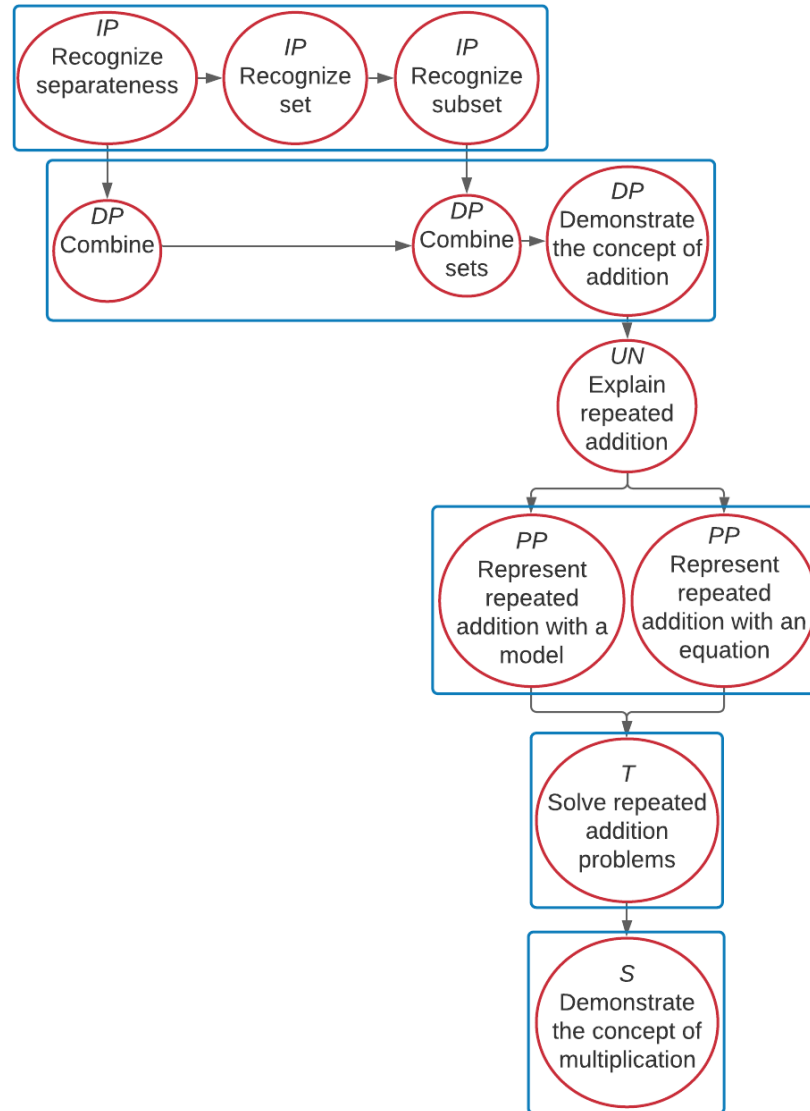 IP
Recognize
separateness
IP
Recognize
set
IP
Recognize
subset
DP
Combine
DP
Combine
sets
DP
Demonstrate
the concept of
addition
UN
Explain
repeated
addition
PP
Represent
repeated
addition with a
model
PP
Represent
repeated
addition with an
equation
T
Solve repeated
addition
problems
S
Demonstrate
the concept of
multiplication